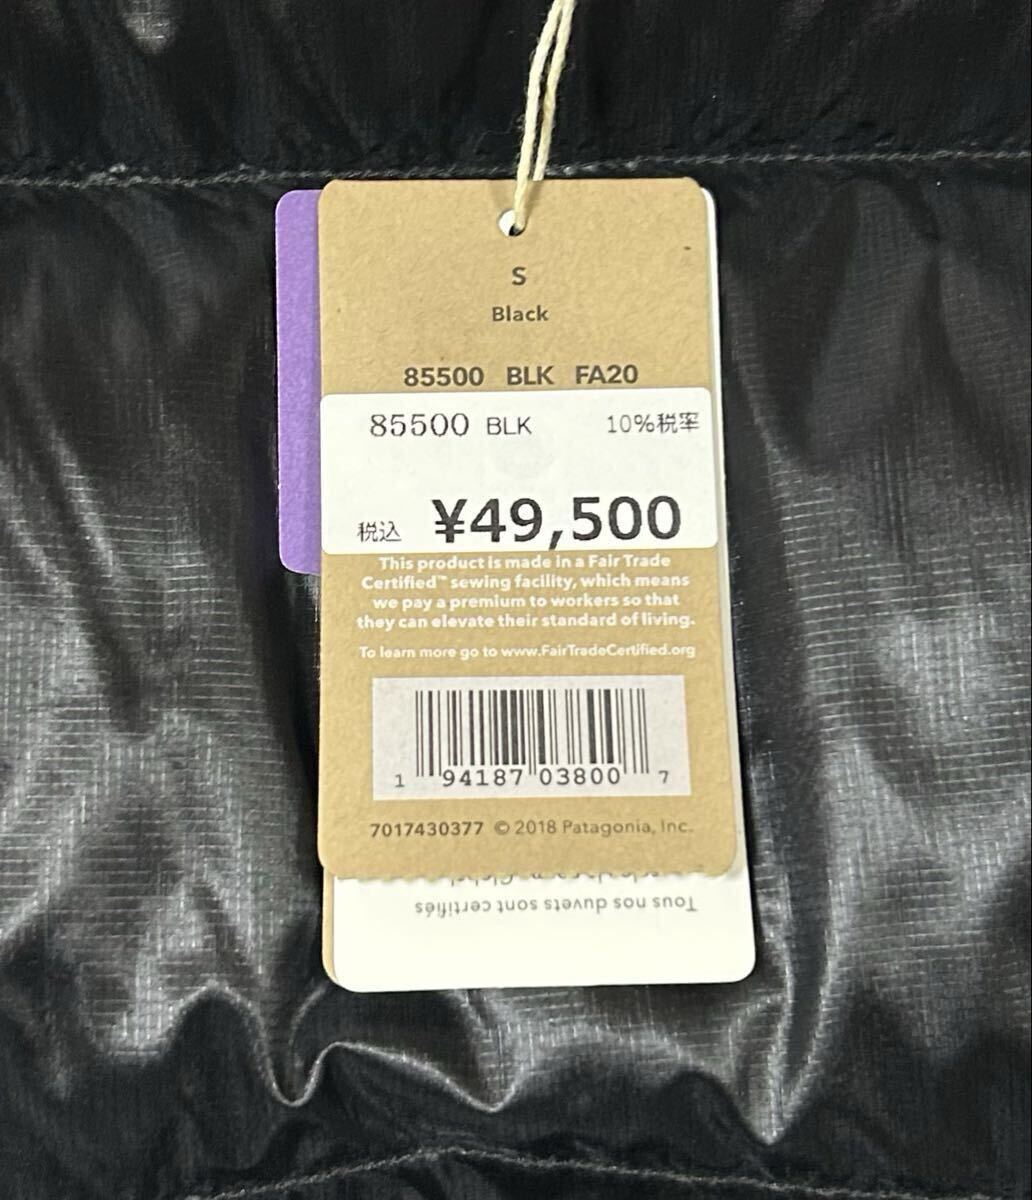 S
Black
85500 BLK FA20
85500 BLK 10%税率
税込 ¥49,500
This product is made in a Fair Trade
Certified™ sewing facility, which means
we pay a premium to workers so that
they can elevate their standard of living.
To learn more go to www.FairTradeCertified.org
1 94187 03800 7
7017430377 © 2018 Patagonia, Inc.
Tous nos duvets sont certifiés